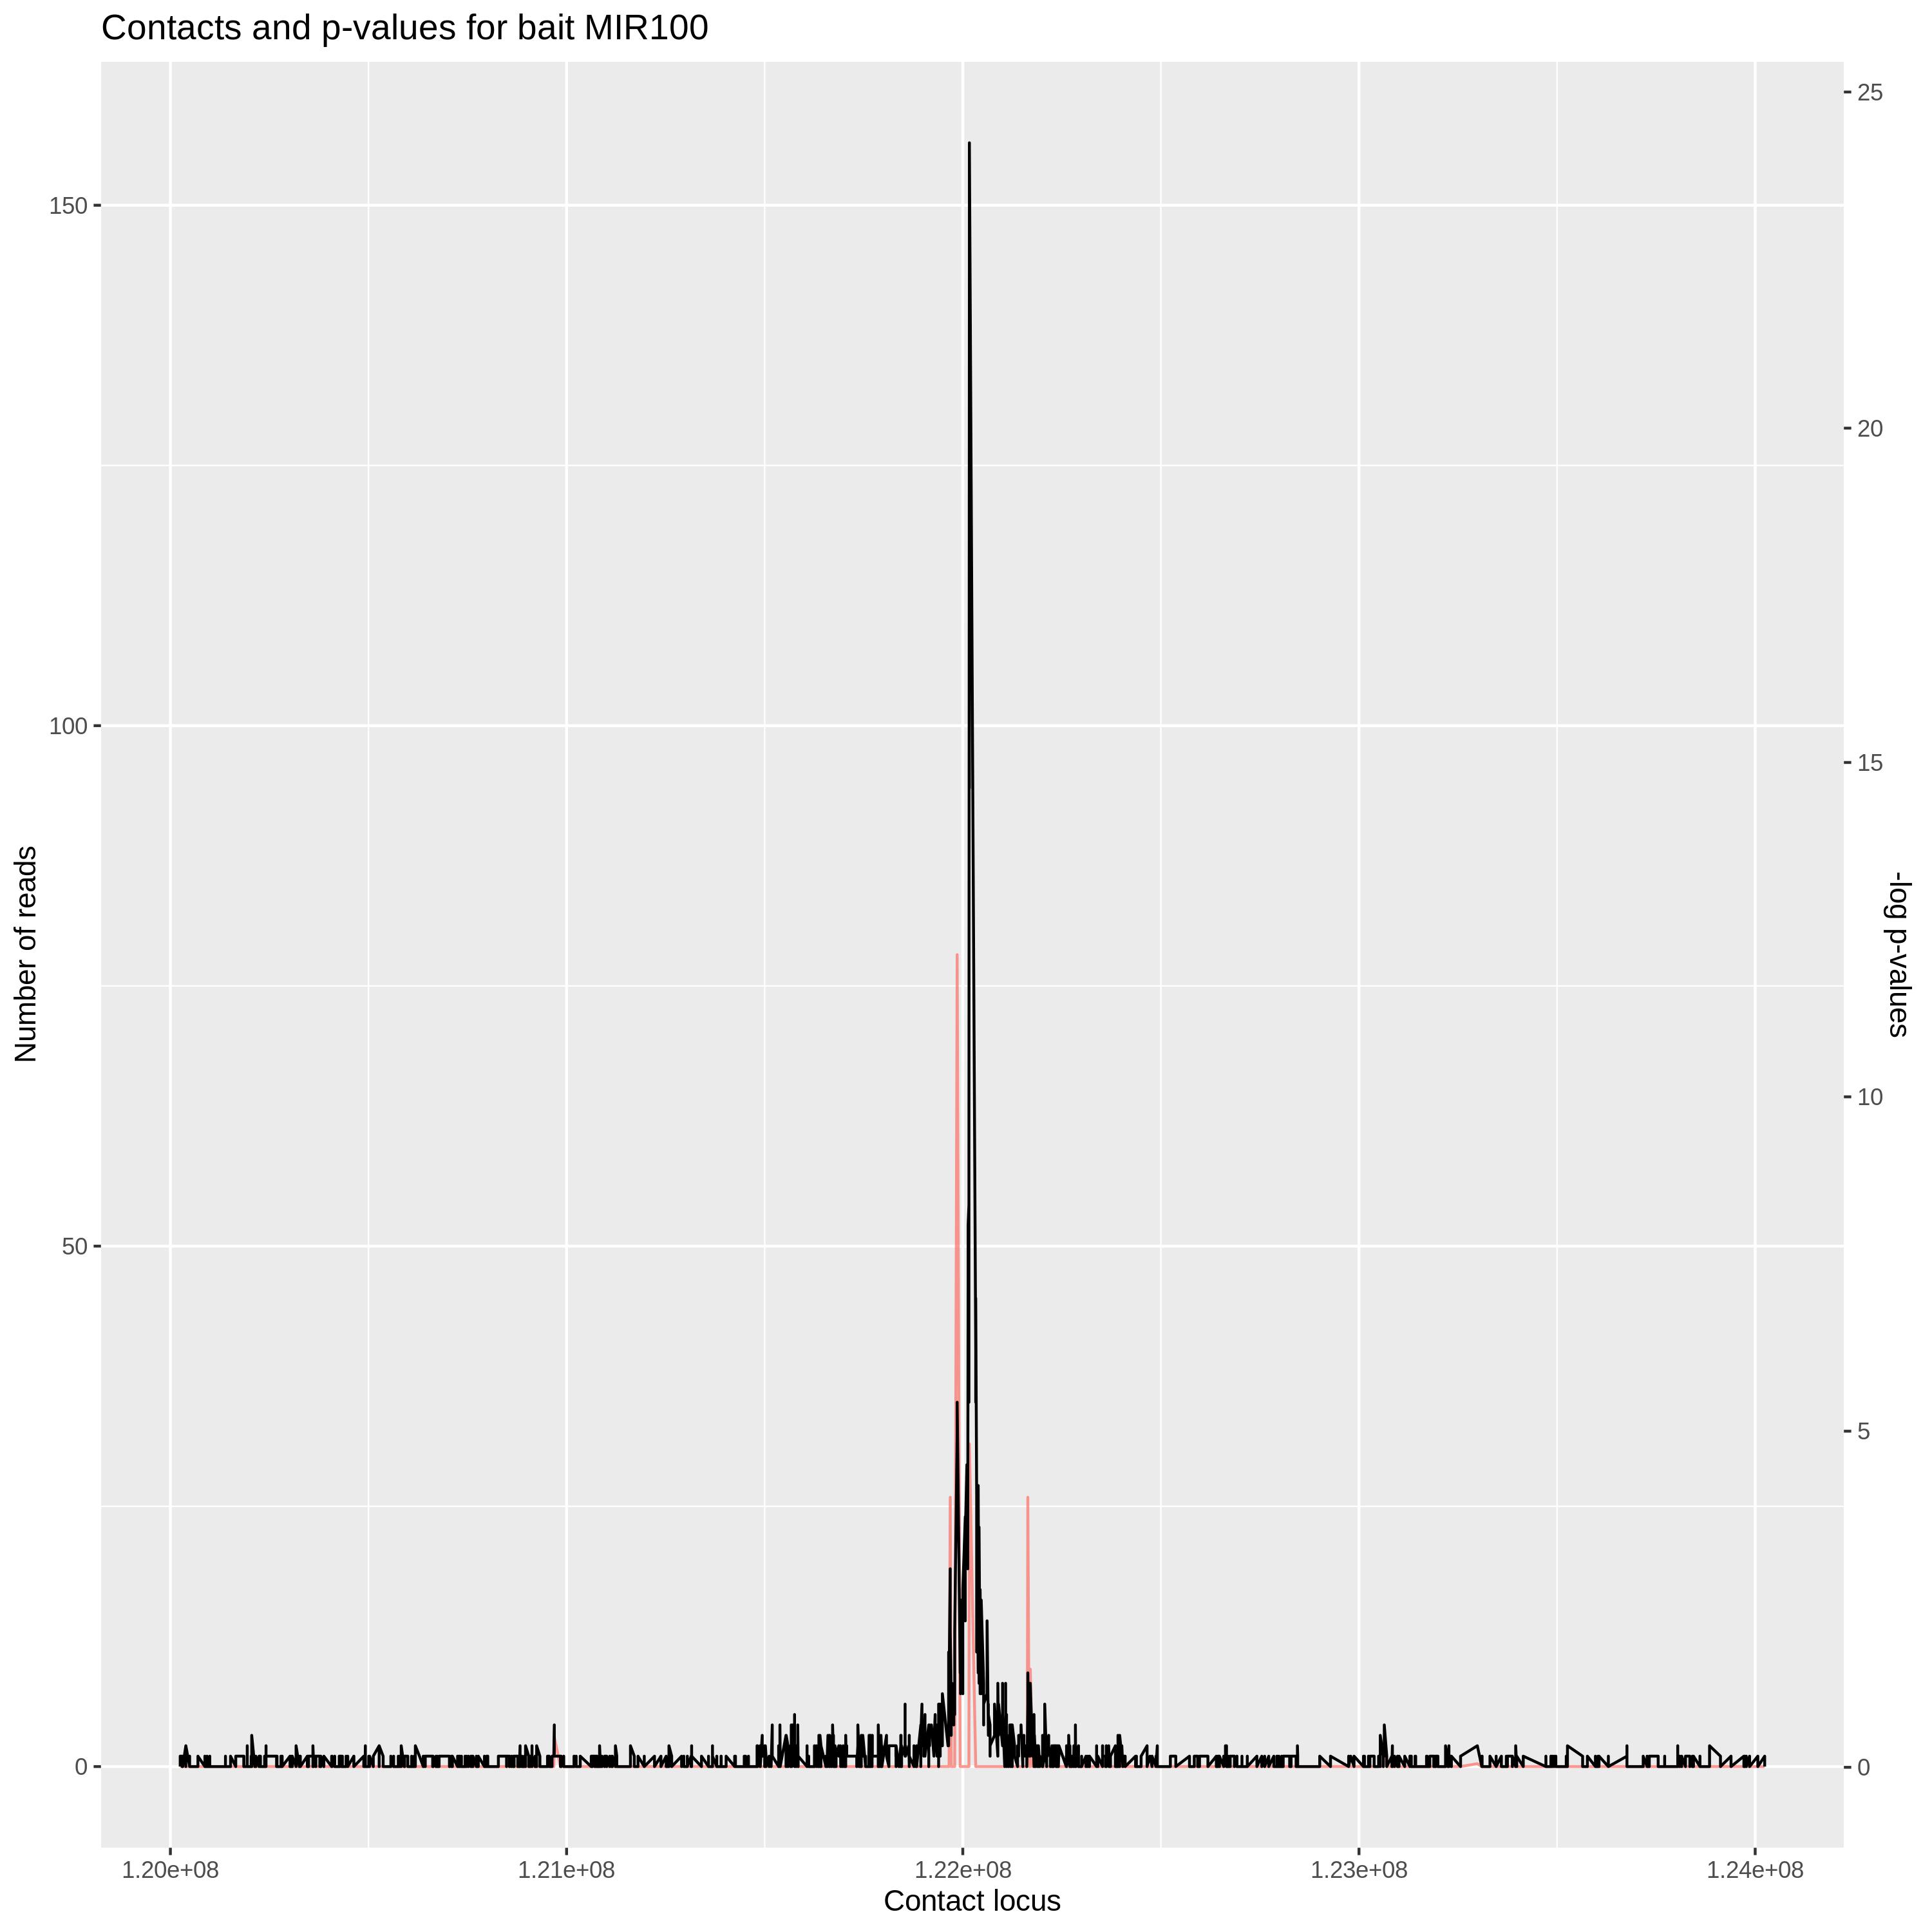 Contacts and p-values for bait MIR100
150
100
50
0
Number of reads
25
20
15
10
5
0
-log p-values
1.20e+08
1.21e+08
1.22e+08
1.23e+08
1.24e+08
Contact locus